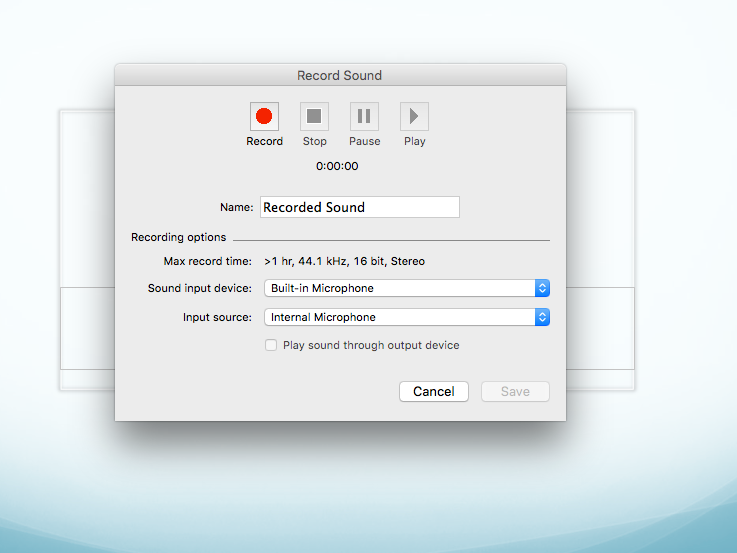 Record Sound
Record Stop Pause Play
0:00:00
Name: Recorded Sound
Recording options
Max record time: >1 hr, 44.1 kHz, 16 bit, Stereo
Sound input device: Built-in Microphone
Input source: Internal Microphone
Play sound through output device
Cancel Save